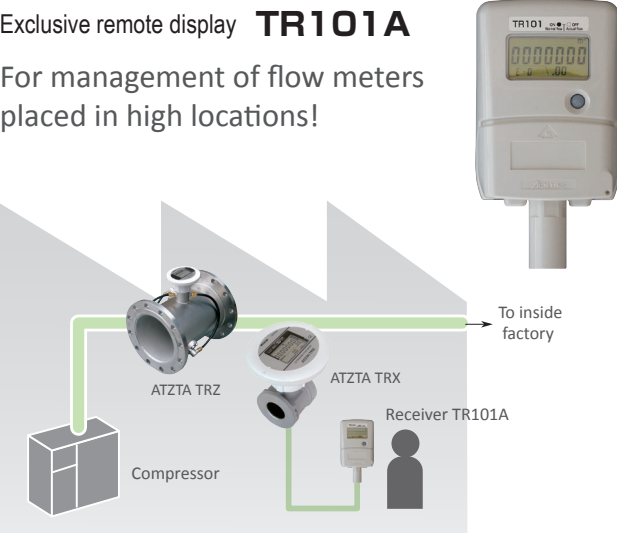 Exclusive remote display TR101A
For management of flow meters
placed in high locations!
TR101
0000000
ATZTA TRZ
ATZTA TRX
Receiver TR101A
Compressor
To inside
factory